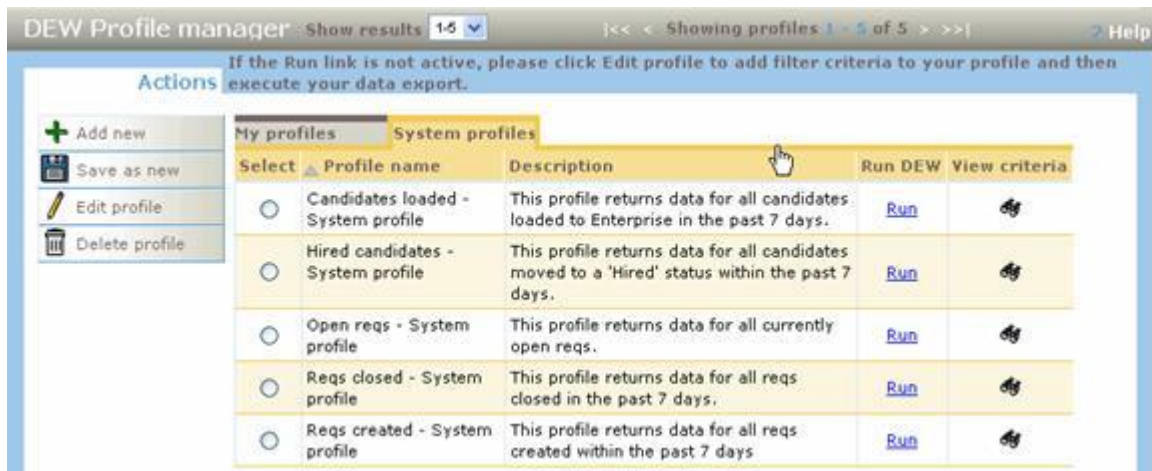 DEW Profile manager Show results 1-5 |<< < Showing profiles 1 - 5 of 5 > >>| ? Help
If the Run link is not active, please click Edit profile to add filter criteria to your profile and then
Actions execute your data export.
Add new
Save as new
Edit profile
Delete profile
My profiles System profiles
Select Profile name Description Run DEW View criteria
Candidates loaded - This profile returns data for all candidates
System profile loaded to Enterprise in the past 7 days. Run
Hired candidates - This profile returns data for all candidates
System profile moved to a 'Hired' status within the past 7 Run
days.
Open reqs - System This profile returns data for all currently
profile open reqs. Run
Reqs closed - System This profile returns data for all reqs
profile closed in the past 7 days. Run
Reqs created - System This profile returns data for all reqs
profile created within the past 7 days Run